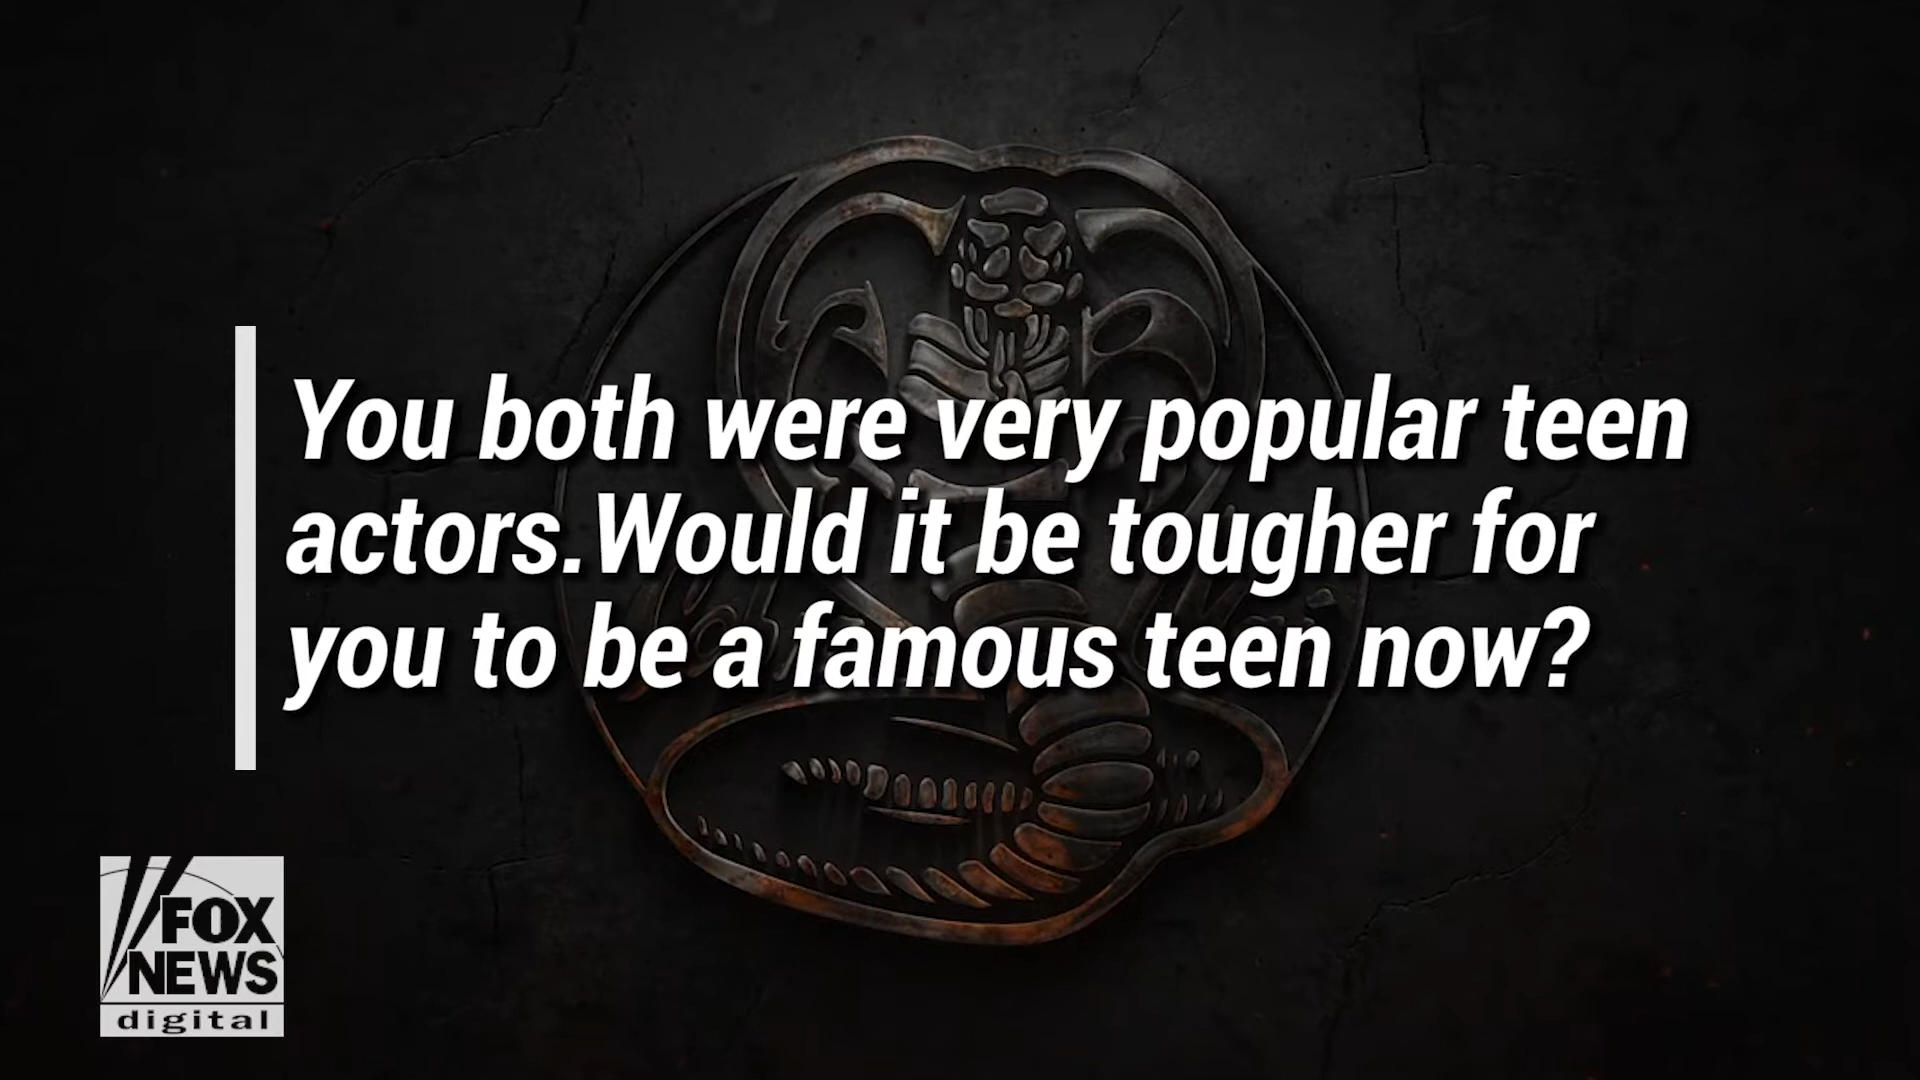 You both were very popular teen
actors.Would it be tougher for
you to be a famous teen now?
FOX
NEWS
digital